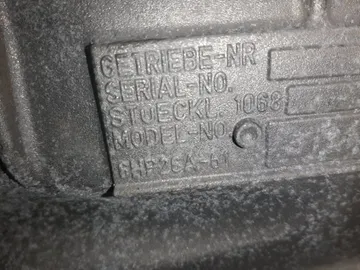 GETRIEBE-NR
SERIAL-NO.
STUECKL. 1068
MODEL-NO.
6HP26A-61